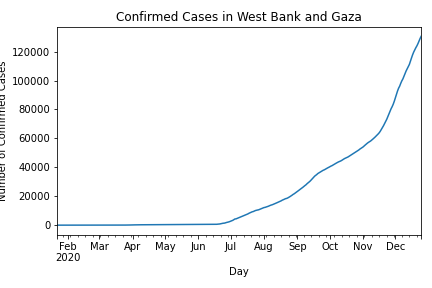 Confirmed Cases in West Bank and Gaza
Number of Confirmed Cases
120000
100000
80000
60000
40000
20000
0
Feb Mar Apr May Jun Jul Aug Sep Oct Nov Dec
2020
Day